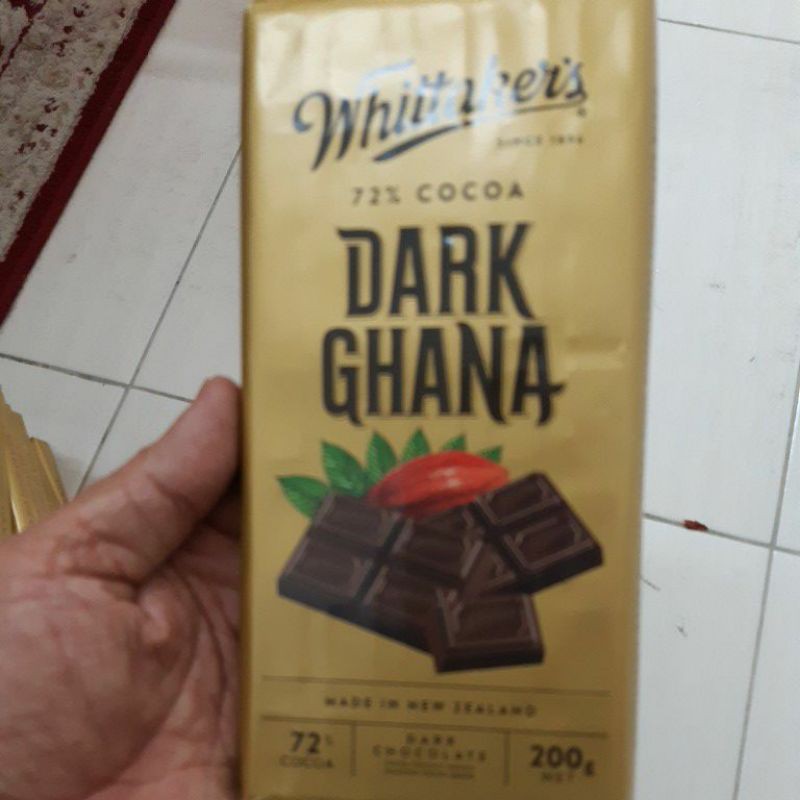 Whittaker's
SINCE 1896
72% COCOA
DARK
GHANA
MADE IN NEW ZEALAND
72%
COCOA
DARK
CHOCOLATE
200g
NET